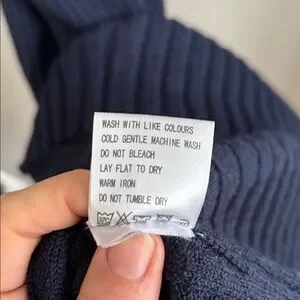 WASH WITH LIKE COLOURS
COLD GENTLE MACHINE WASH
DO NOT BLEACH
LAY FLAT TO DRY
WARM IRON
DO NOT TUMBLE DRY